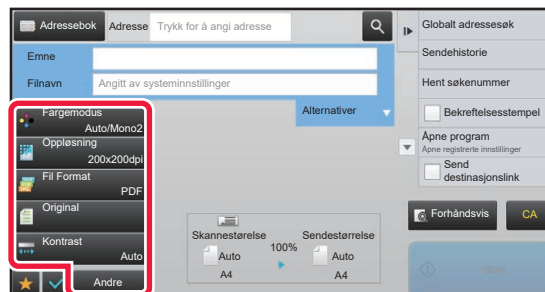 Adressebok
Adresse
Trykk for å angi adresse
Emne
Filnavn
Angitt av systeminnstillinger
Alternativer
Fargemodus
Auto/Mono2
Oppløsning
200x200dpi
Fil Format
PDF
Original
Kontrast
Auto
Andre
Skannestørelse
Auto
A4
100%
Sendestørrelse
Auto
A4
Globalt adressesøk
Sendehistorie
Hent søkenummer
Bekreftelsesstempel
Åpne program
Åpne registrerte innstillinger
Send
destinasjonslink
Forhåndsvis
CA
Start